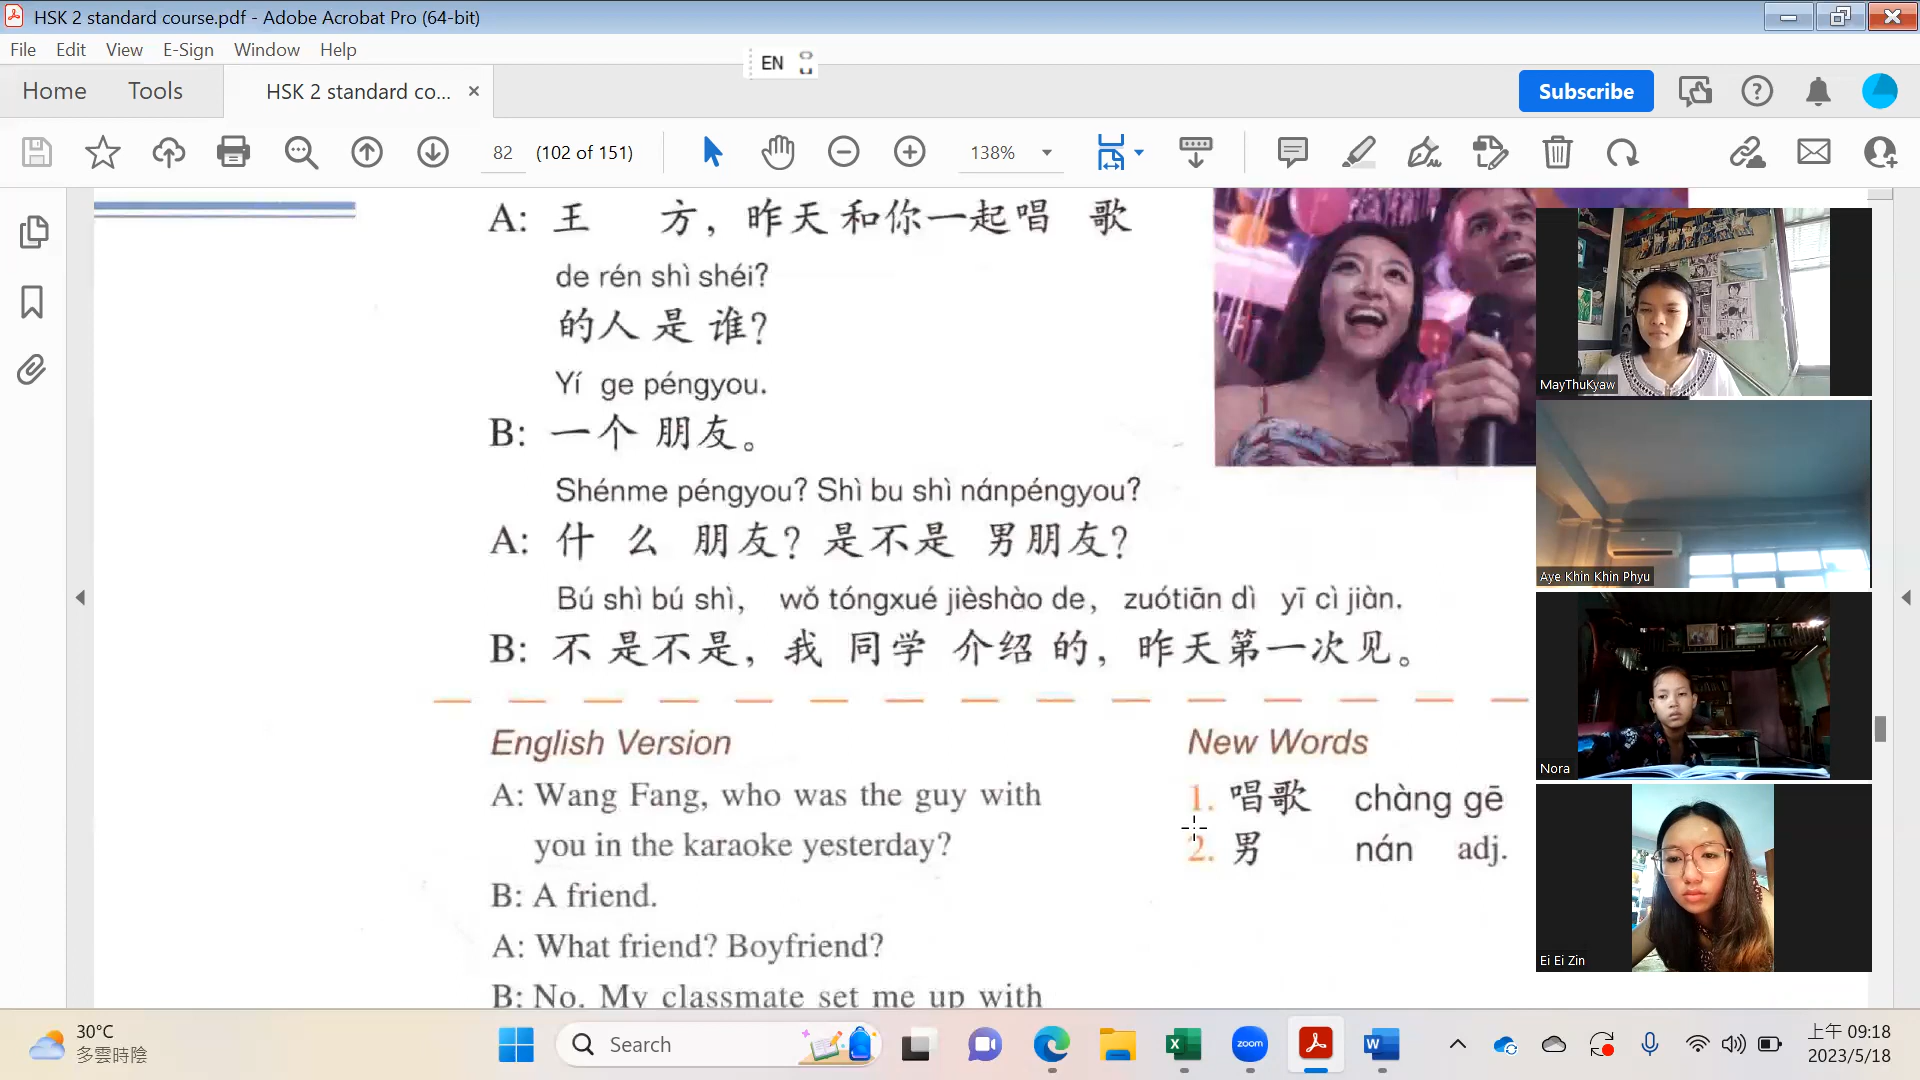 HSK 2 standard course.pdf - Adobe Acrobat Pro (64-bit)
File Edit View E-Sign Window Help
EN
Home Tools HSK 2 standard co... ×
Subscribe
82 (102 of 151)
138%
A: 王 方，昨天和你一起唱 歌
de rén shì shéi?
的人 是 谁？
Yí ge péngyou.
B: 一个 朋友。
Shénme péngyou? Shì bu shì nánpéngyou?
A: 什 么 朋友？是不是 男朋友？
Bú shì bú shì, wǒ tóngxué jièshào de, zuótiān dì yī cì jiàn.
B: 不 是不是，我 同学 介绍 的，昨天第一次见。
English Version
A: Wang Fang, who was the guy with
you in the karaoke yesterday?
B: A friend.
A: What friend? Boyfriend?
B: No. My classmate set me up with
New Words
1. 唱歌 chàng gē
2. 男 nán adj.
MayThuKyaw
Aye Khin Khin Phyu
Nora
Ei Ei Zin
30°C
多雲時陰
Search
zoom
上午 09:18
2023/5/18